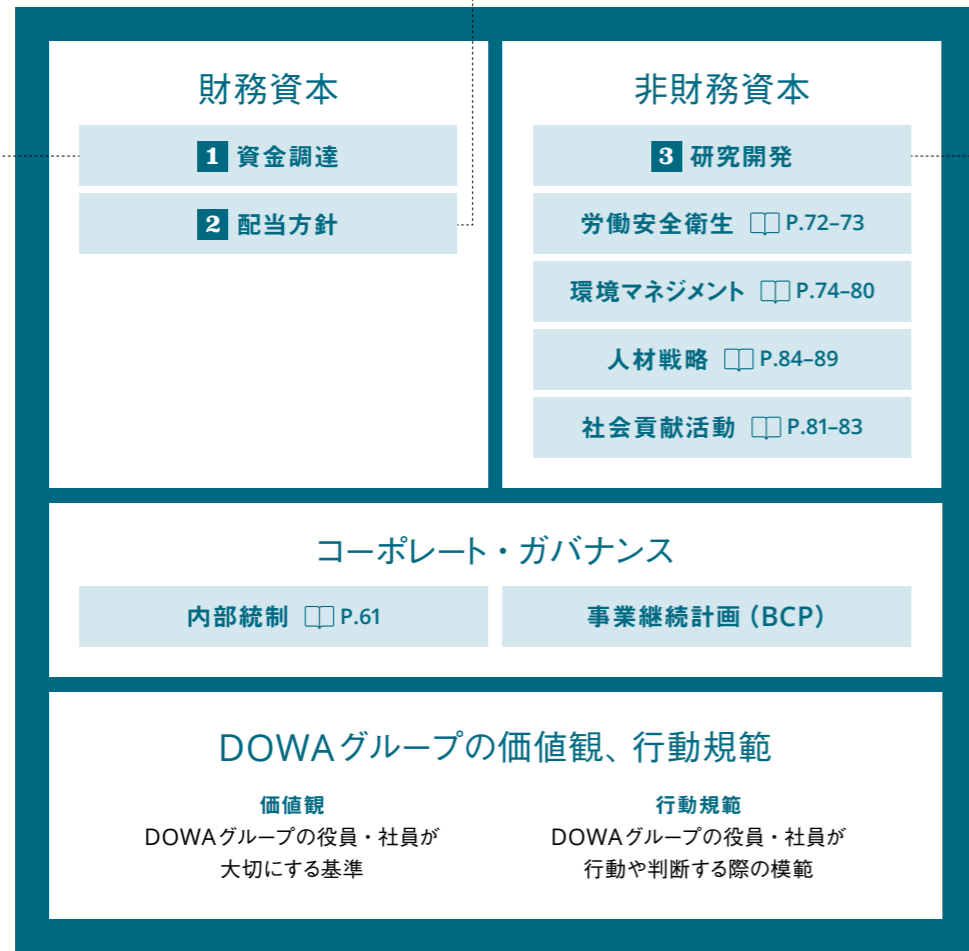 財務資本
1 資金調達
2 配当方針
非財務資本
3 研究開発
労働安全衛生 P.72–73
環境マネジメント P.74–80
人材戦略 P.84–89
社会貢献活動 P.81–83
コーポレート・ガバナンス
内部統制 P.61
事業継続計画（BCP）
DOWAグループの価値観、行動規範
価値観
DOWAグループの役員・社員が
大切にする基準
行動規範
DOWAグループの役員・社員が
行動や判断する際の模範